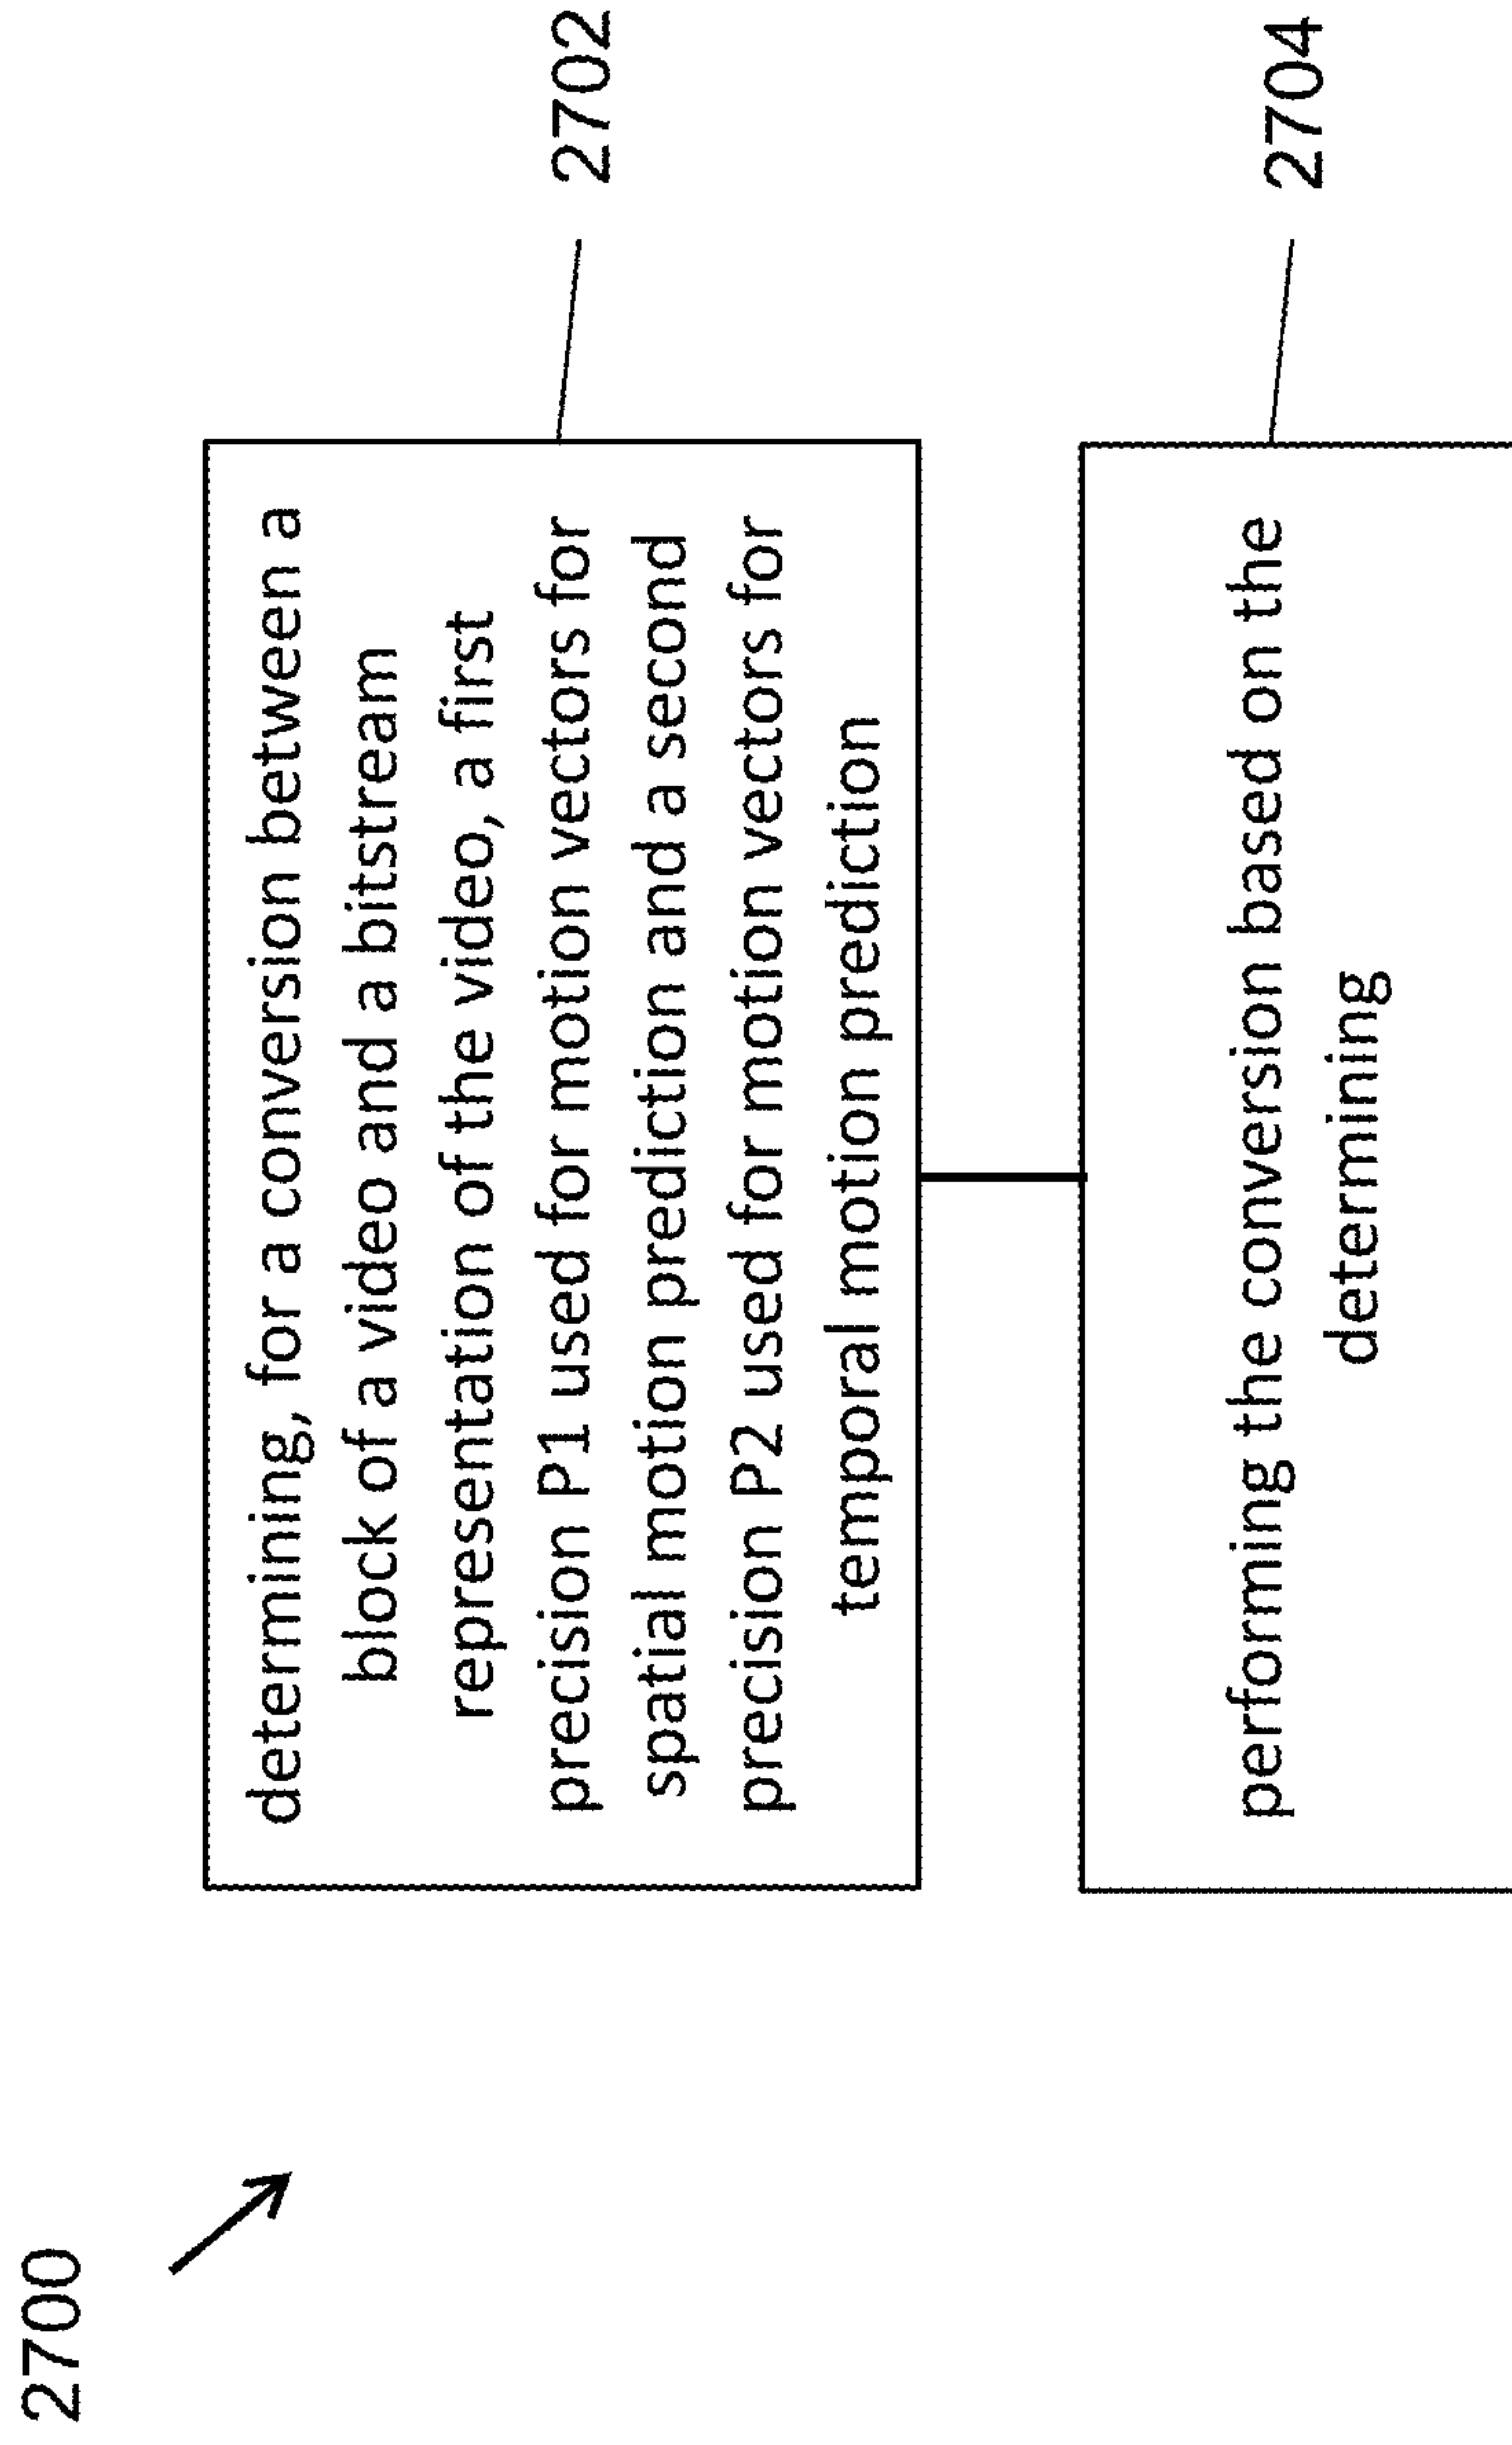 2700
determining, for a conversion between a
block of a video and a bitstream
representation of the video, a first
precision P1 used for motion vectors for
spatial motion prediction and a second
precision P2 used for motion vectors for
temporal motion prediction
2702
performing the conversion based on the
determining
2704